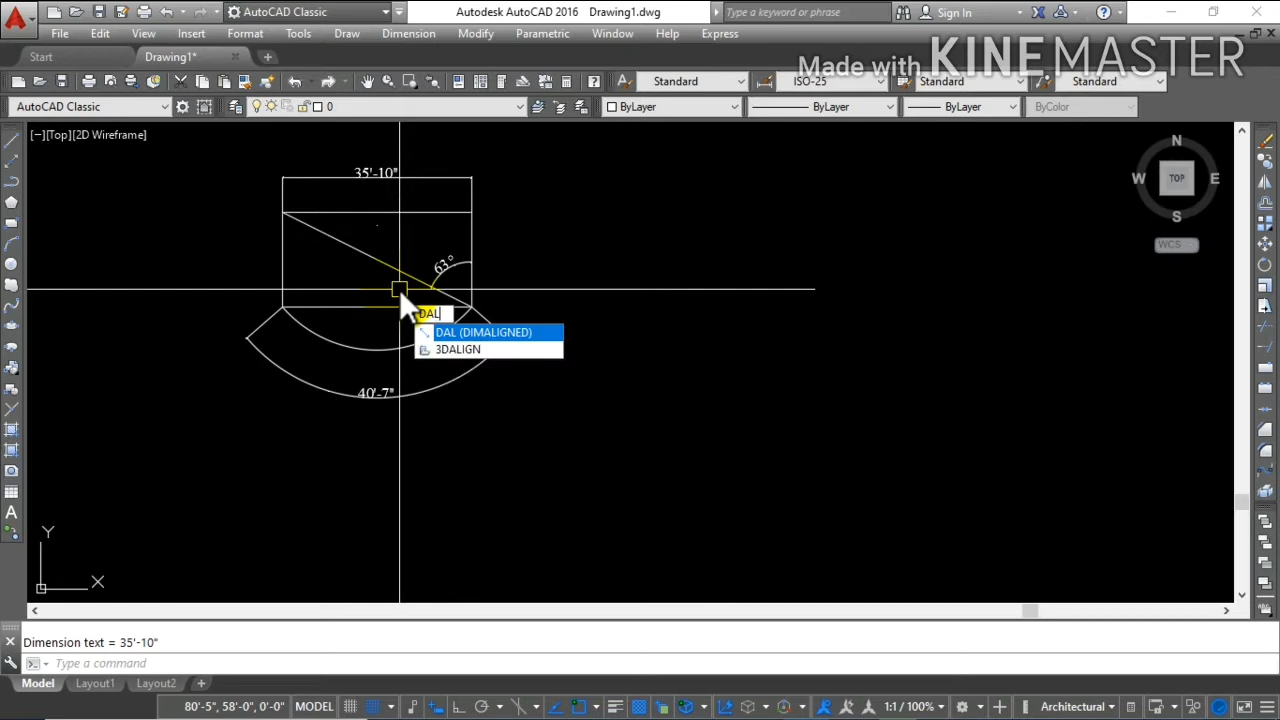 AutoCAD Classic
Autodesk AutoCAD 2016 Drawing1.dwg
Type a keyword or phrase
Sign In
File Edit View Insert Format Tools Draw Dimension Modify Parametric Window Help Express
Made with KINEMASTER
Start
Drawing1*
Standard
ISO-25
Standard
Standard
AutoCAD Classic
0
ByLayer
ByLayer
ByLayer
ByColor
[−][Top][2D Wireframe]
N
W TOP E
S
WCS
35'-10"
63°
DAL
DAL (DIMALIGNED)
3DALIGN
40'-7"
Y
X
Dimension text = 35'-10"
Type a command
Model Layout1 Layout2
80'-5", 58'-0", 0'-0" MODEL
1:1 / 100%
Architectural